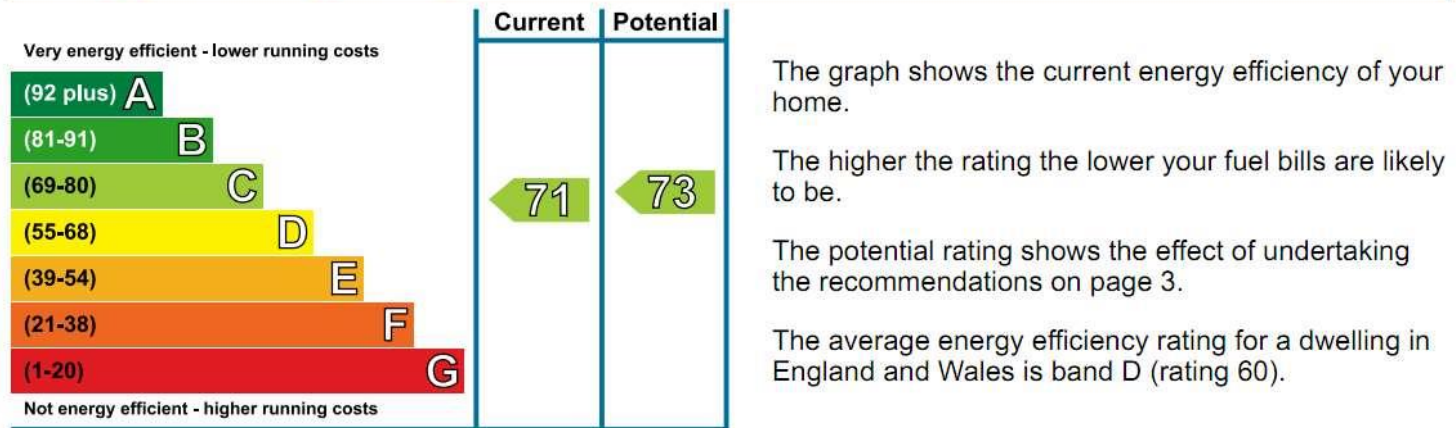 Current Potential
Very energy efficient - lower running costs
(92 plus) A
(81-91) B
(69-80) C
(55-68) D
(39-54) E
(21-38) F
(1-20) G
Not energy efficient - higher running costs
71 73
The graph shows the current energy efficiency of your
home.
The higher the rating the lower your fuel bills are likely
to be.
The potential rating shows the effect of undertaking
the recommendations on page 3.
The average energy efficiency rating for a dwelling in
England and Wales is band D (rating 60).